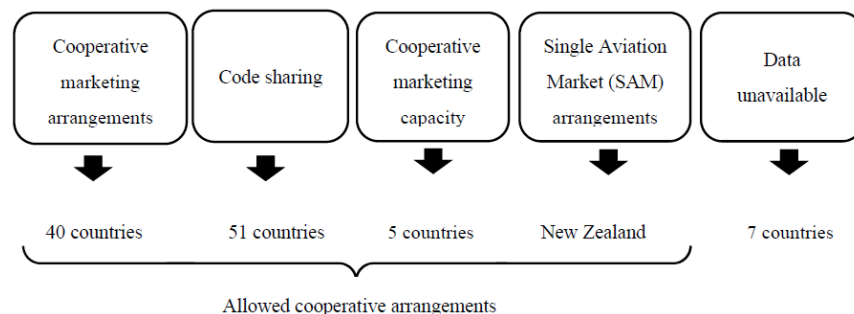 Cooperative
marketing
arrangements
Code sharing
Cooperative
marketing
capacity
Single Aviation
Market (SAM)
arrangements
Data
unavailable
40 countries
51 countries
5 countries
New Zealand
7 countries
Allowed cooperative arrangements